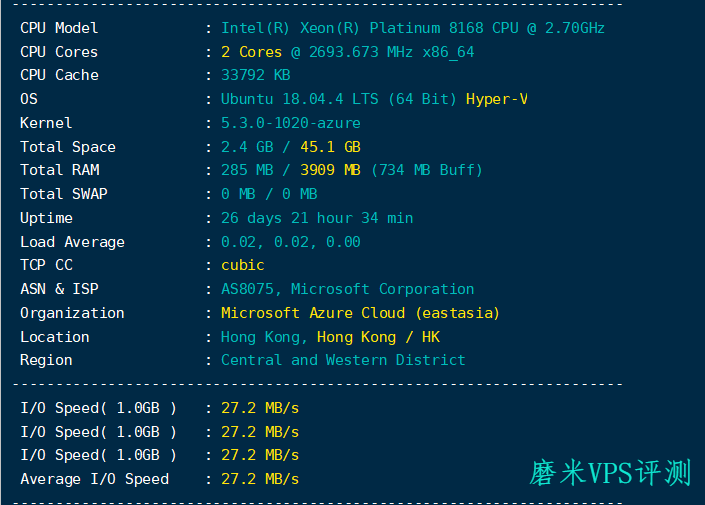 ----------------------------------------------------------------------
CPU Model            : Intel(R) Xeon(R) Platinum 8168 CPU @ 2.70GHz
CPU Cores            : 2 Cores @ 2693.673 MHz x86_64
CPU Cache            : 33792 KB
OS                   : Ubuntu 18.04.4 LTS (64 Bit) Hyper-V
Kernel               : 5.3.0-1020-azure
Total Space          : 2.4 GB / 45.1 GB
Total RAM            : 285 MB / 3909 MB (734 MB Buff)
Total SWAP           : 0 MB / 0 MB
Uptime               : 26 days 21 hour 34 min
Load Average         : 0.02, 0.02, 0.00
TCP CC               : cubic
ASN & ISP            : AS8075, Microsoft Corporation
Organization         : Microsoft Azure Cloud (eastasia)
Location             : Hong Kong, Hong Kong / HK
Region               : Central and Western District
----------------------------------------------------------------------
I/O Speed( 1.0GB )   : 27.2 MB/s
I/O Speed( 1.0GB )   : 27.2 MB/s
I/O Speed( 1.0GB )   : 27.2 MB/s
Average I/O Speed    : 27.2 MB/s
磨米VPS评测
----------------------------------------------------------------------